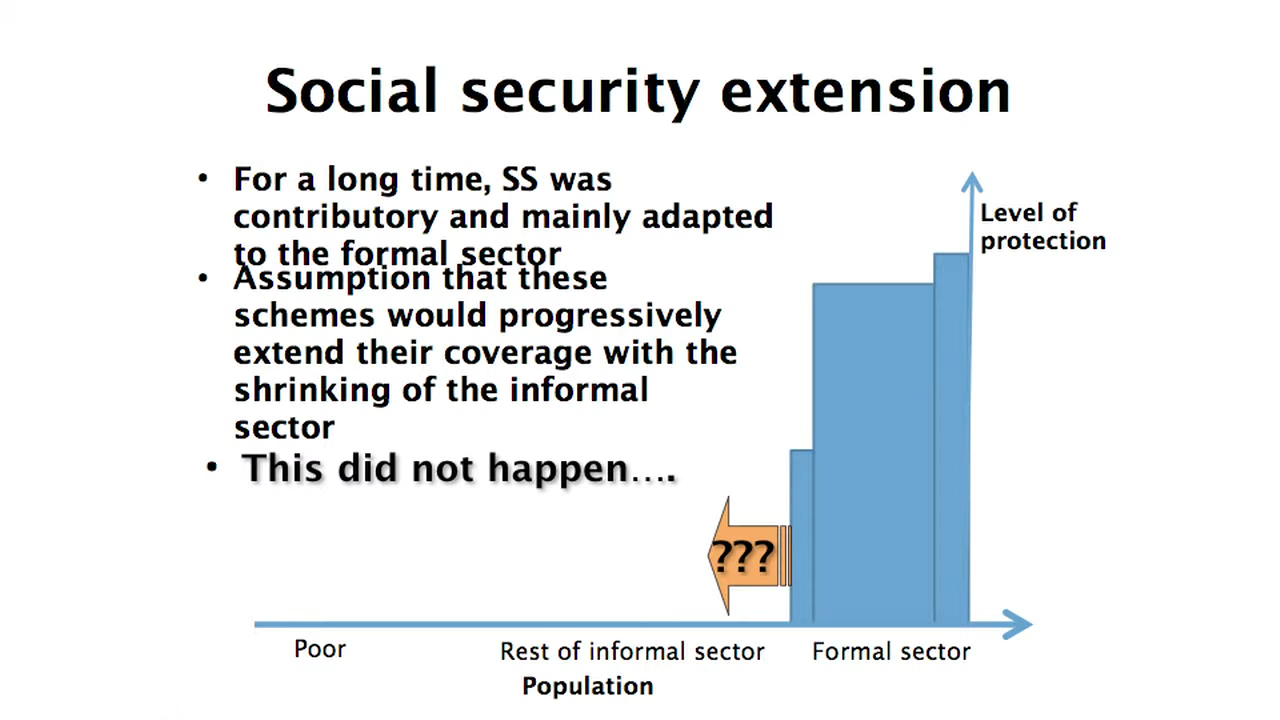 Social security extension
• For a long time, SS was
contributory and mainly adapted
to the formal sector
• Assumption that these
schemes would progressively
extend their coverage with the
shrinking of the informal
sector
• This did not happen….
Level of
protection
???
Poor
Rest of informal sector
Formal sector
Population